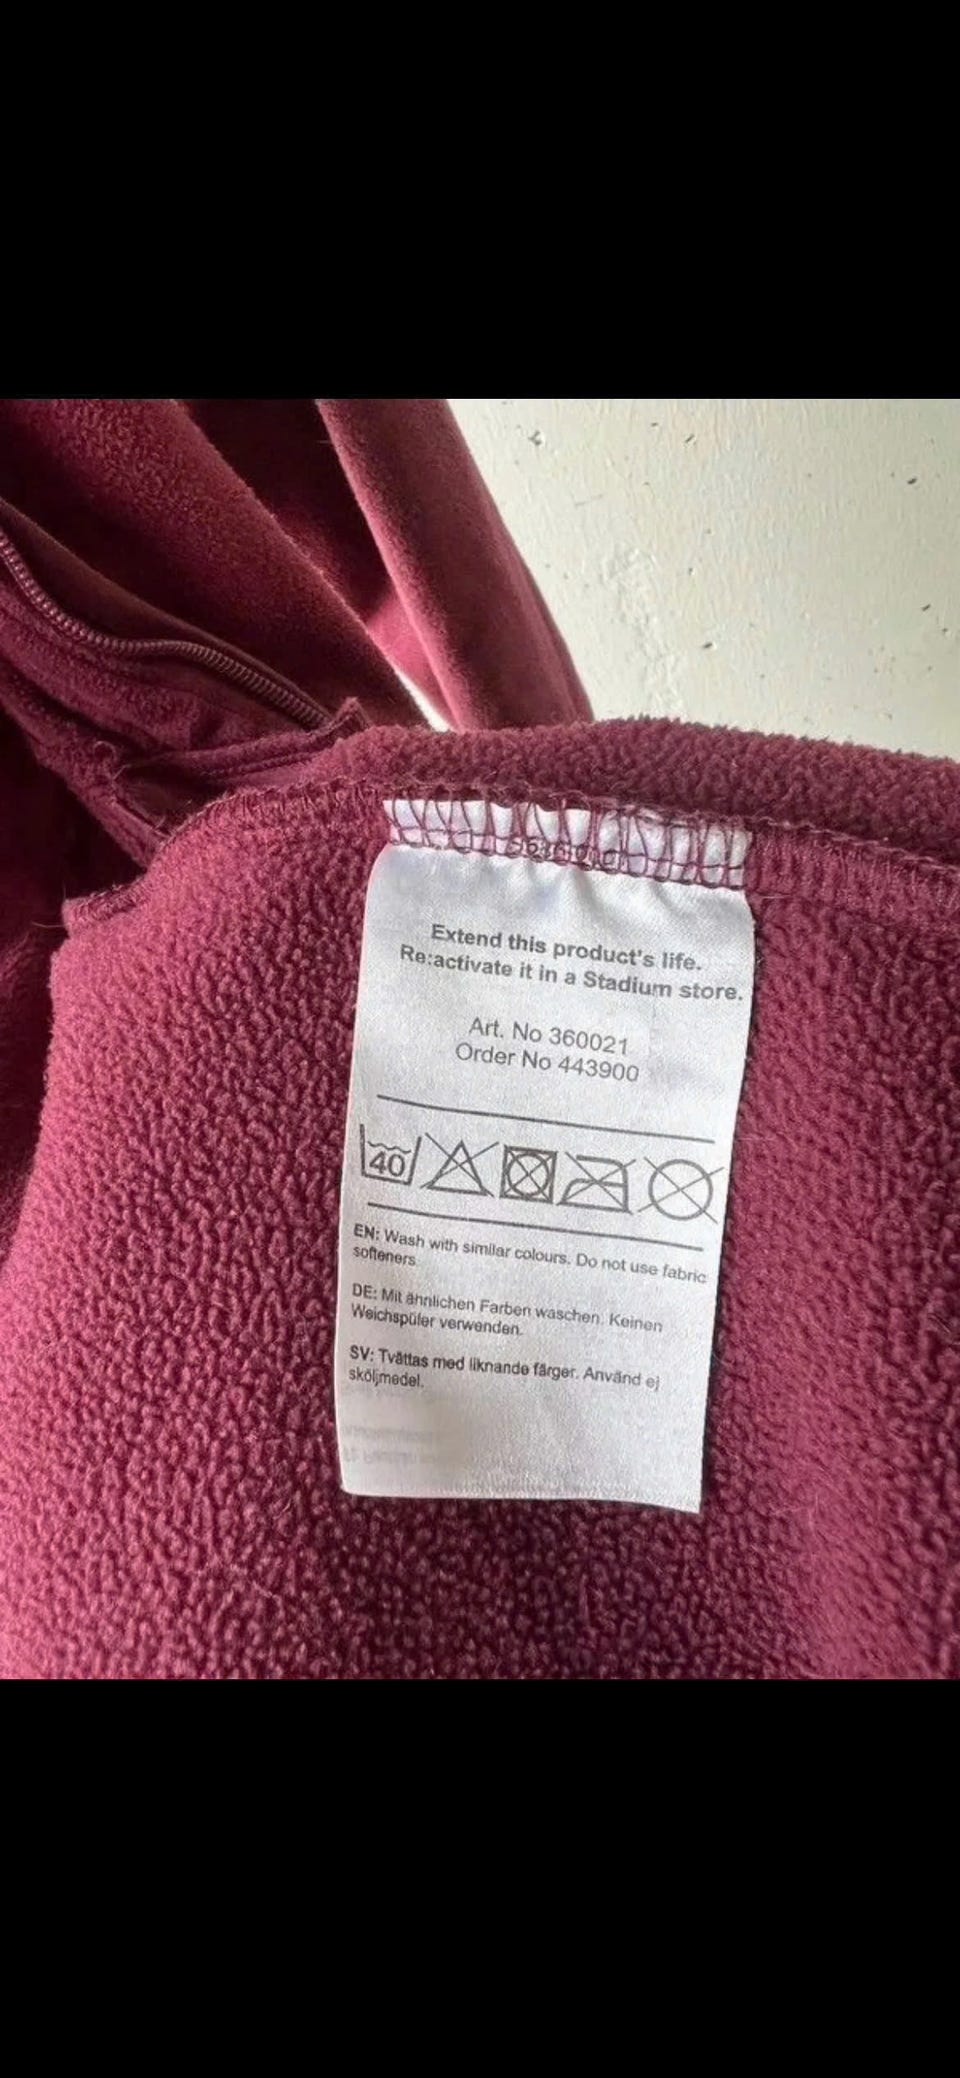 Extend this product's life.
Re:activate it in a Stadium store.
Art. No 360021
Order No 443900
40
EN: Wash with similar colours. Do not use fabric
softeners
DE: Mit ähnlichen Farben waschen. Keinen
Weichspüler verwenden.
SV: Tvättas med liknande färger. Använd ej
sköljmedel.